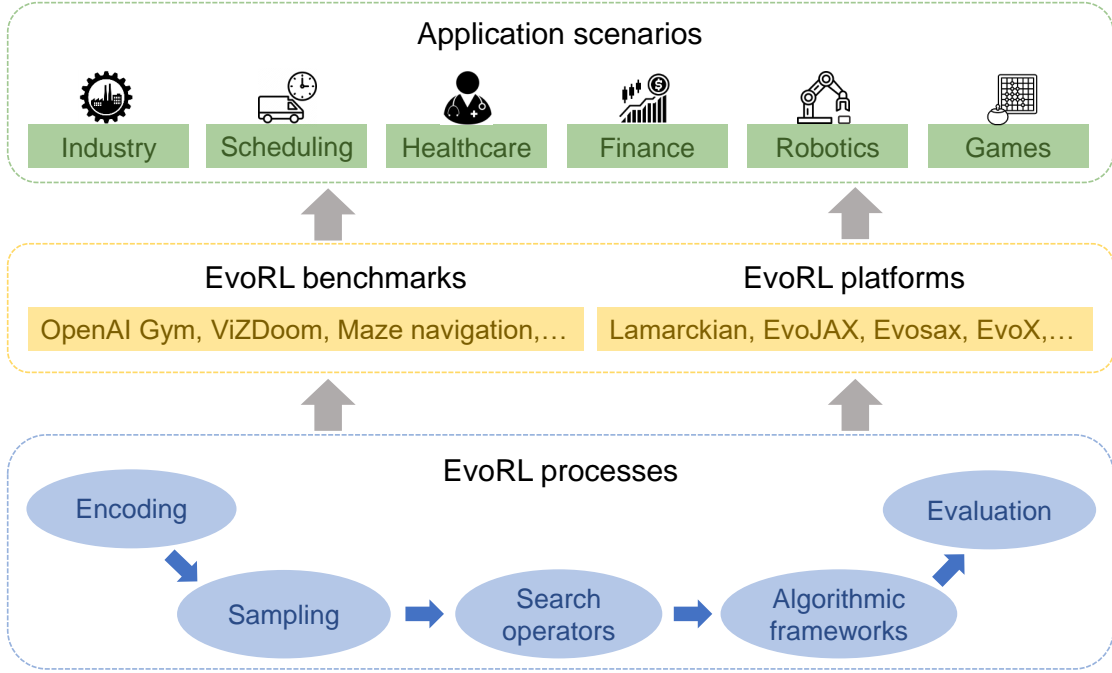 Application scenarios
Industry
Scheduling
Healthcare
Finance
Robotics
Games
EvoRL benchmarks
EvoRL platforms
OpenAI Gym, ViZDoom, Maze navigation,…
Lamarckian, EvoJAX, Evosax, EvoX,…
EvoRL processes
Encoding
Sampling
Search
operators
Algorithmic
frameworks
Evaluation